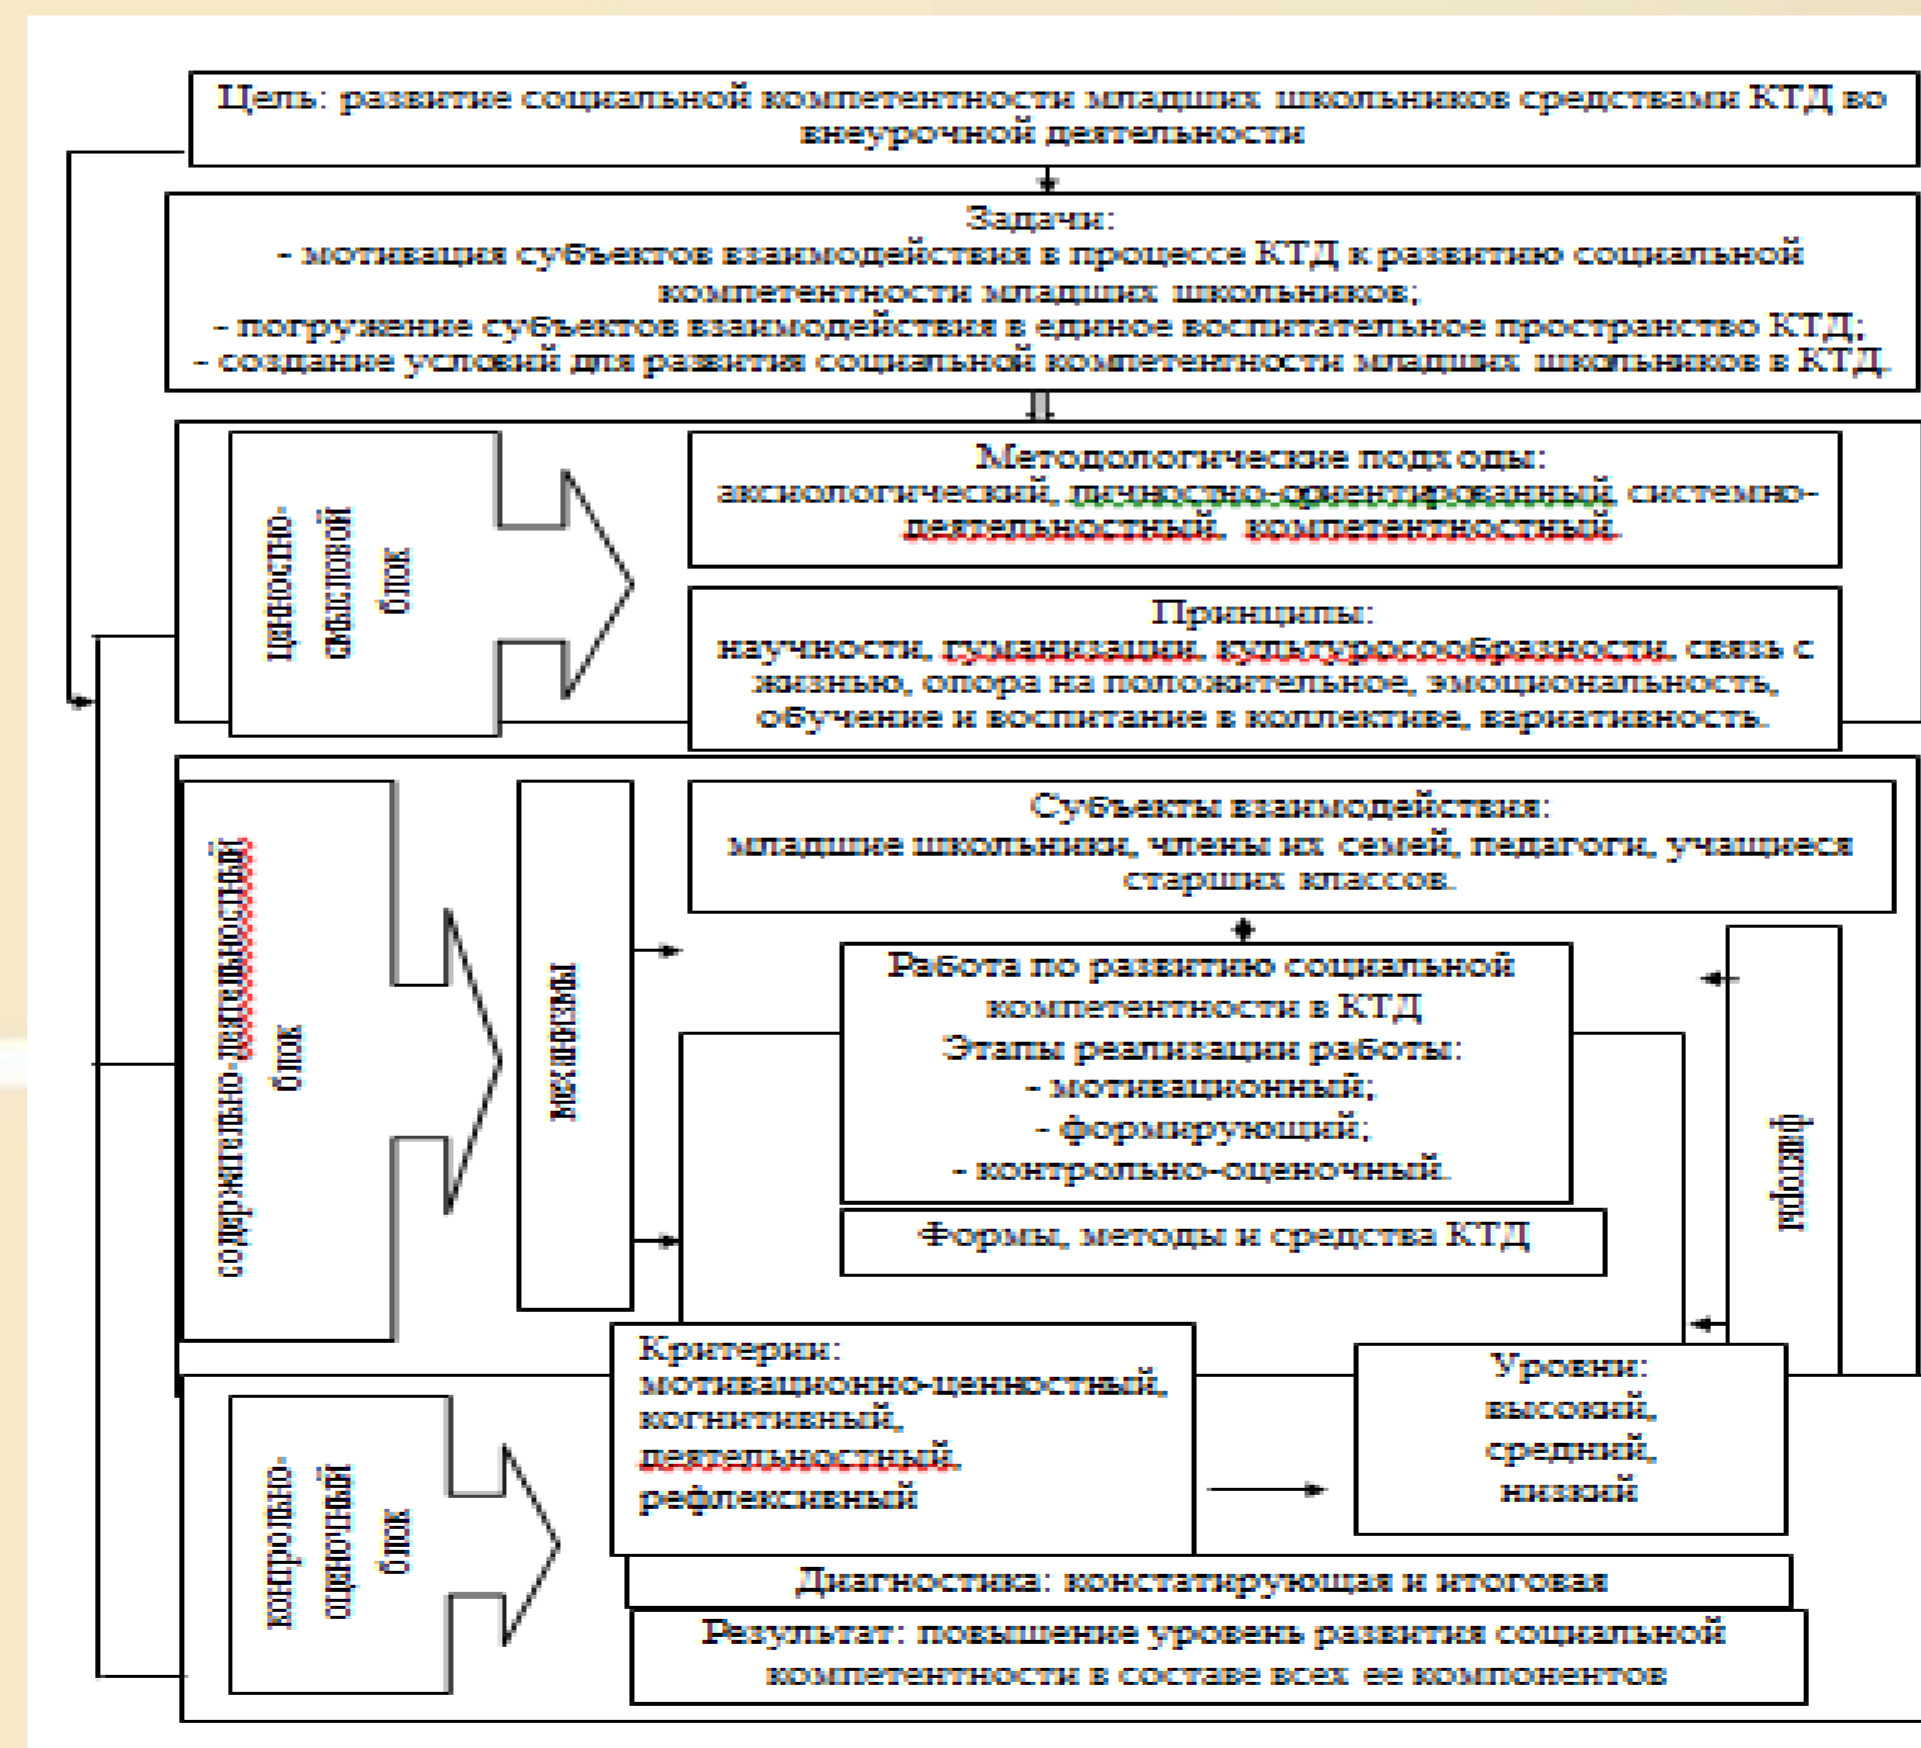 Цель: развитие социальной компетентности младших школьников средствами КТД во
внеурочной деятельности
Задачи:
- мотивация субъектов взаимодействия в процессе КТД к развитию социальной
компетентности младших школьников;
- погружение субъектов взаимодействия в единое воспитательное пространство КТД;
- создание условий для развития социальной компетентности младших школьников в КТД.
ценностно-
смысловой
блок
Методологические подходы:
аксиологический, личностно-ориентированный, системно-
деятельностный, компетентностный.
Принципы:
научности, гуманизации, культуросообразности, связь с
жизнью, опора на положительное, эмоциональность,
обучение и воспитание в коллективе, вариативность.
содержательно-деятельностный
блок
механизмы
Субъекты взаимодействия:
младшие школьники, члены их семей, педагоги, учащиеся
старших классов.
Работа по развитию социальной
компетентности в КТД
Этапы реализации работы:
- мотивационный;
- формирующий;
- контрольно-оценочный.
Формы, методы и средства КТД
факторы
контрольно-
оценочный
блок
Критерии:
мотивационно-ценностный,
когнитивный,
деятельностный,
рефлексивный
Уровни:
высокий,
средний,
низкий
Диагностика: констатирующая и итоговая
Результат: повышение уровень развития социальной
компетентности в составе всех ее компонентов